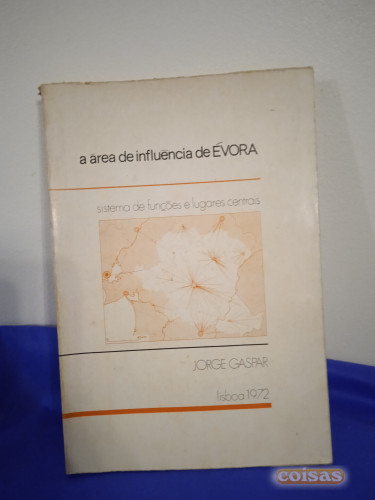 a área de influência de ÉVORA
sistema de funções e lugares centrais
JORGE GASPAR
lisboa 1972
coisas